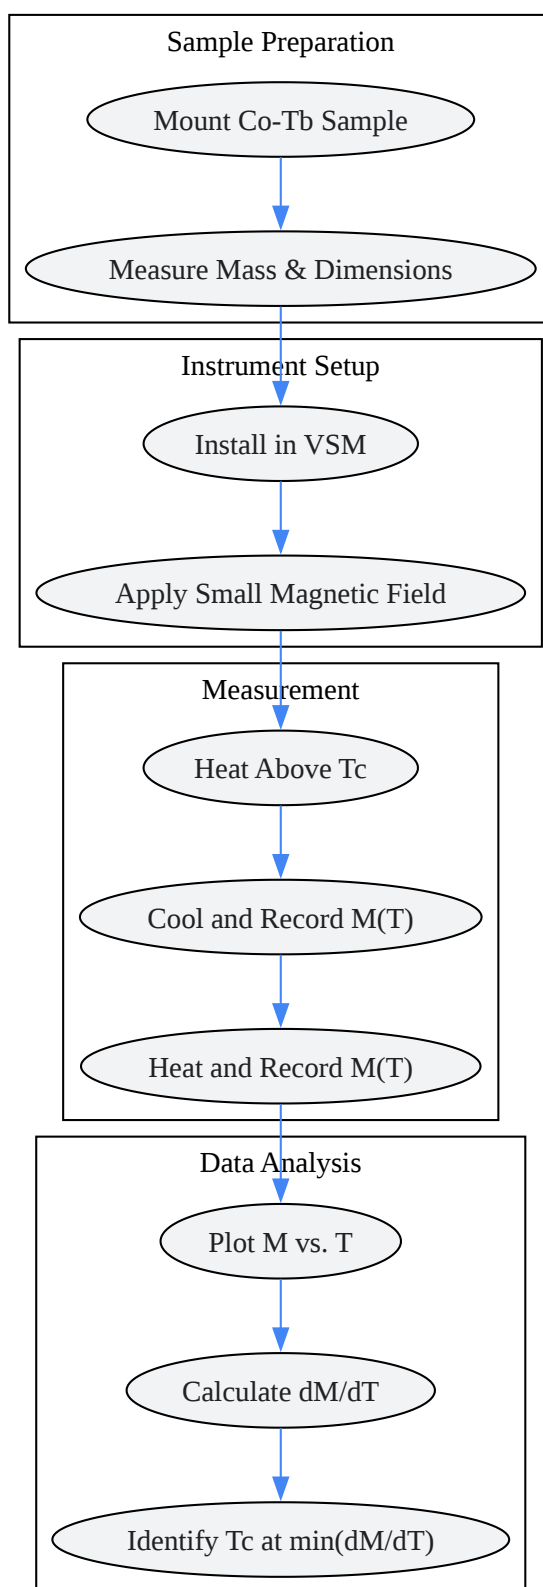 Sample Preparation
Mount Co-Tb Sample
Measure Mass & Dimensions
Instrument Setup
Install in VSM
Apply Small Magnetic Field
Measurement
Heat Above Tc
Cool and Record M(T)
Heat and Record M(T)
Data Analysis
Plot M vs. T
Calculate dM/dT
Identify Tc at min(dM/dT)